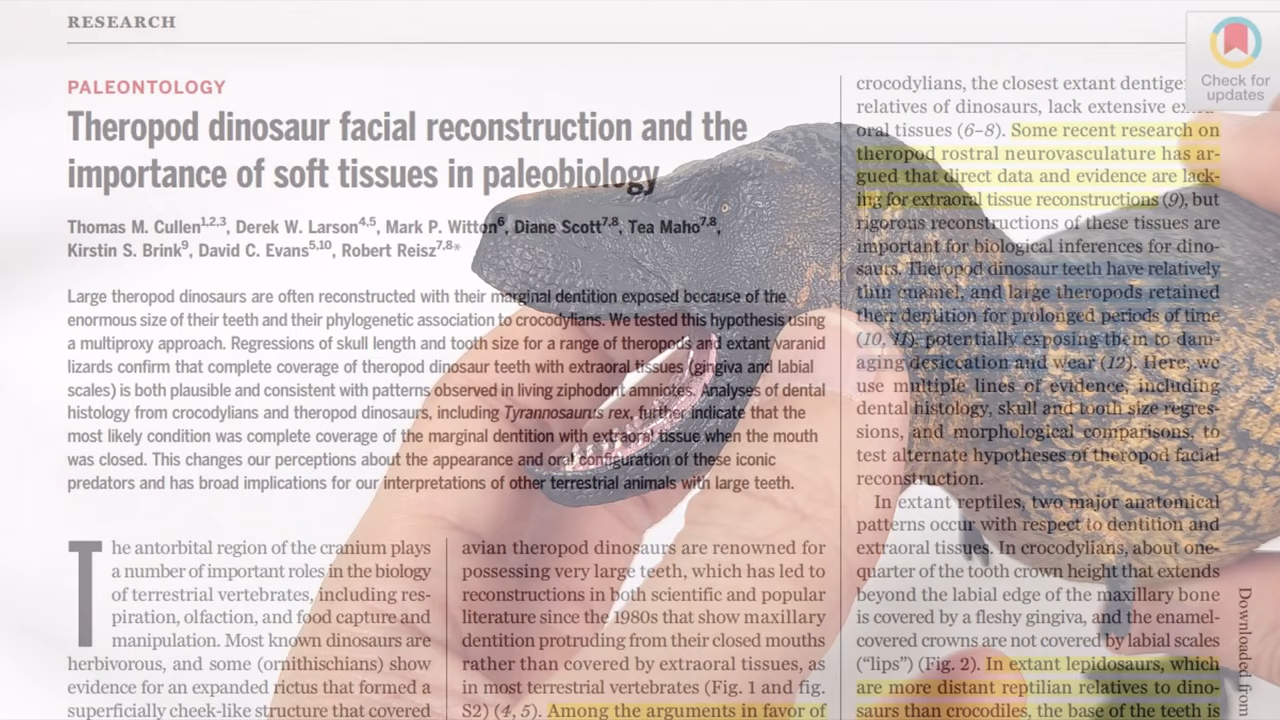 RESEARCH
Check for
updates
PALEONTOLOGY
Theropod dinosaur facial reconstruction and the
importance of soft tissues in paleobiology
Thomas M. Cullen1,2,3, Derek W. Larson4,5, Mark P. Witton6, Diane Scott7,8, Tea Maho7,8,
Kirstin S. Brink9, David C. Evans5,10, Robert Reisz7,8*
Large theropod dinosaurs are often reconstructed with their marginal dentition exposed because of the
enormous size of their teeth and their phylogenetic association to crocodylians. We tested this hypothesis using
a multiproxy approach. Regressions of skull length and tooth size for a range of theropods and extant varanid
lizards confirm that complete coverage of theropod dinosaur teeth with extraoral tissues (gingiva and labial
scales) is both plausible and consistent with patterns observed in living ziphodont amniotes. Analyses of dental
histology from crocodylians and theropod dinosaurs, including Tyrannosaurus rex, further indicate that the
most likely condition was complete coverage of the marginal dentition with extraoral tissue when the mouth
was closed. This changes our perceptions about the appearance and oral configuration of these iconic
predators and has broad implications for our interpretations of other terrestrial animals with large teeth.
The antorbital region of the cranium plays
a number of important roles in the biology
of terrestrial vertebrates, including res-
piration, olfaction, and food capture and
manipulation. Most known dinosaurs are
herbivorous, and some (ornithischians) show
evidence for an expanded rictus that formed a
superficially cheek-like structure that covered
avian theropod dinosaurs are renowned for
possessing very large teeth, which has led to
reconstructions in both scientific and popular
literature since the 1980s that show maxillary
dentition protruding from their closed mouths
rather than covered by extraoral tissues, as
in most terrestrial vertebrates (Fig. 1 and fig.
S2) (4, 5). Among the arguments in favor of
crocodylians, the closest extant
relatives of dinosaurs, lack extensive
oral tissues (6–8). Some recent research on
theropod rostral neurovasculature has ar-
gued that direct data and evidence are lack-
ing for extraoral tissue reconstructions (9), but
rigorous reconstructions of these tissues are
important for biological inferences for dino-
saurs. Theropod dinosaur teeth have relatively
thin enamel, and large theropods retained
their dentition for prolonged periods of time
(10, 11), potentially exposing them to dam-
aging desiccation and wear (12). Here, we
use multiple lines of evidence, including
dental histology, skull and tooth size regres-
sions, and morphological comparisons, to
test alternate hypotheses of theropod facial
reconstruction.
In extant reptiles, two major anatomical
patterns occur with respect to dentition and
extraoral tissues. In crocodylians, about one-
quarter of the tooth crown height that extends
beyond the labial edge of the maxillary bone
is covered by a fleshy gingiva, and the enamel-
covered crowns are not covered by labial scales
(“lips”) (Fig. 2). In extant lepidosaurs, which
are more distant reptilian relatives to dino-
saurs than crocodiles, the base of the teeth is
Downloaded from